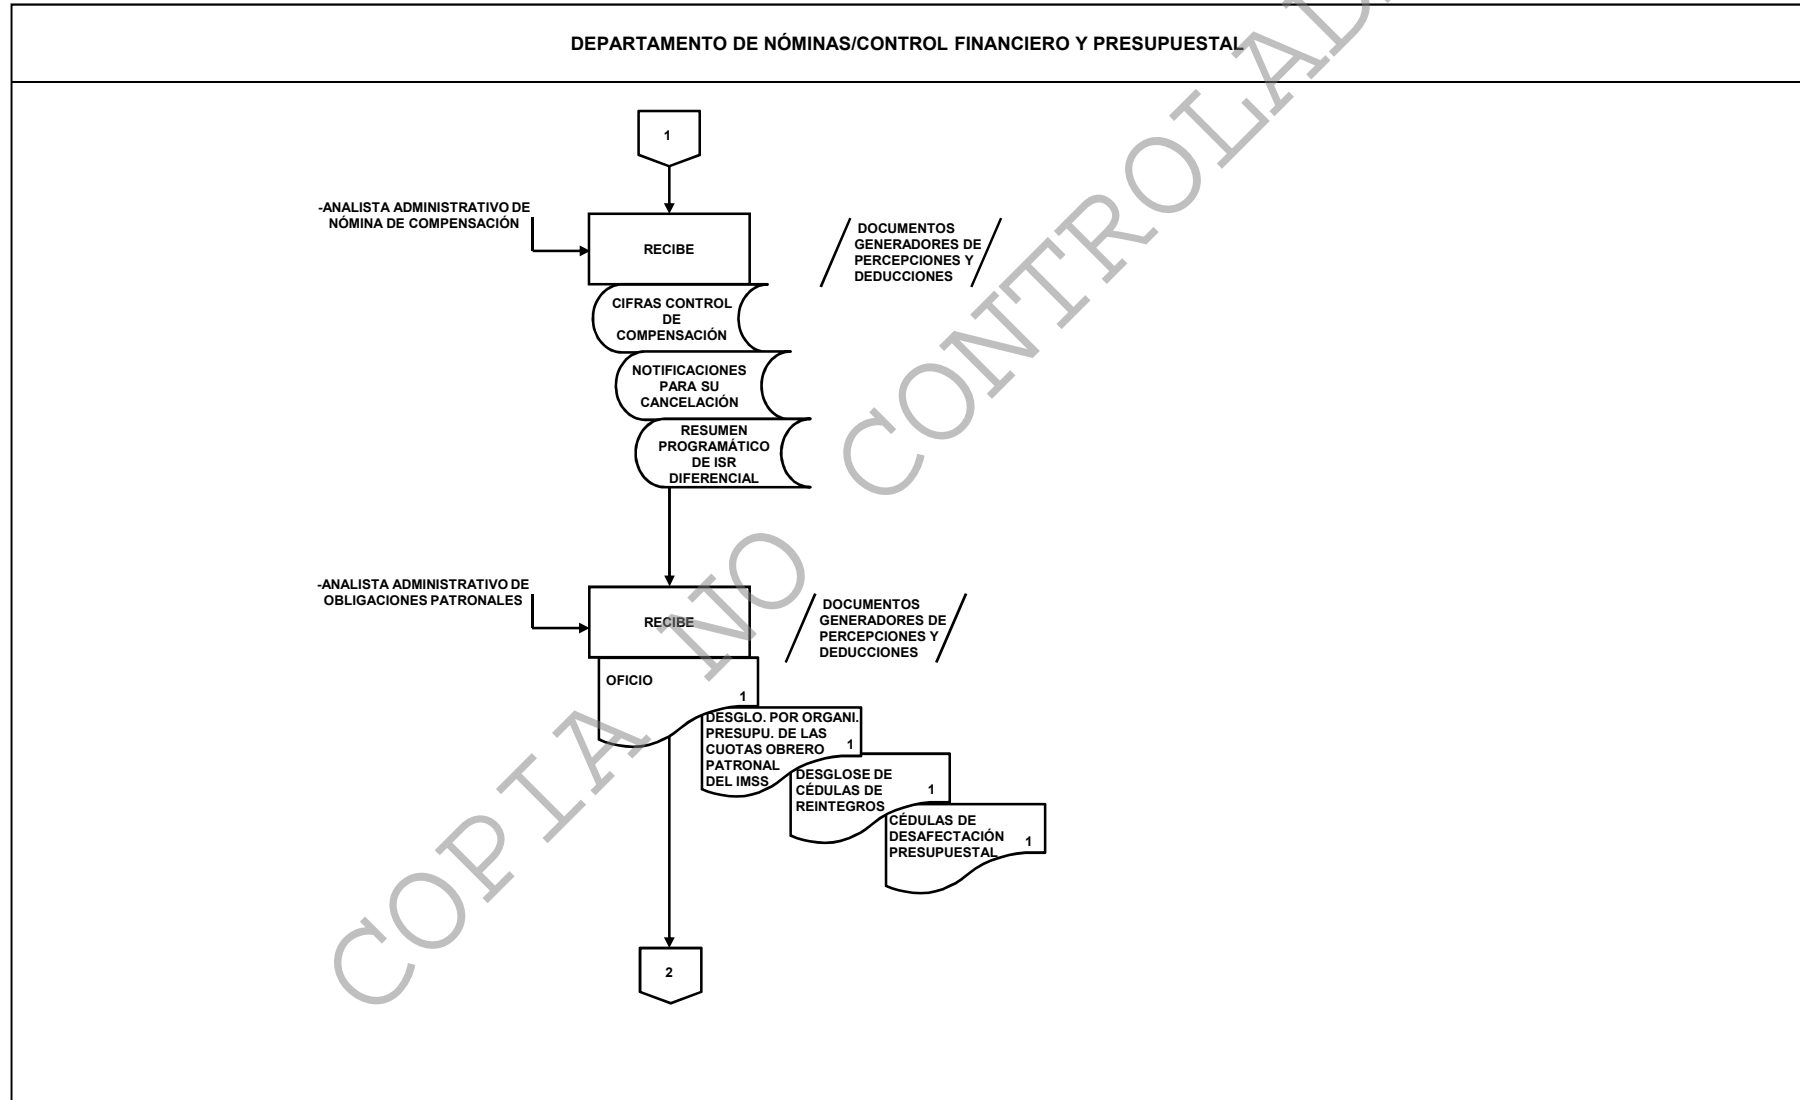 DEPARTAMENTO DE NÓMINAS/CONTROL FINANCIERO Y PRESUPUESTAL
1
-ANALISTA ADMINISTRATIVO DE
NÓMINA DE COMPENSACIÓN
RECIBE
DOCUMENTOS
GENERADORES DE
PERCEPCIONES Y
DEDUCCIONES
CIFRAS CONTROL
DE
COMPENSACIÓN
NOTIFICACIONES
PARA SU
CANCELACIÓN
RESUMEN
PROGRAMÁTICO
DE ISR
DIFERENCIAL
-ANALISTA ADMINISTRATIVO DE
OBLIGACIONES PATRONALES
RECIBE
DOCUMENTOS
GENERADORES DE
PERCEPCIONES Y
DEDUCCIONES
OFICIO
1
DESGLO. POR ORGANI.
PRESUPU. DE LAS
CUOTAS OBRERO
1
PATRONAL
DEL IMSS
DESGLOSE DE
CÉDULAS DE
1
REINTEGROS
CÉDULAS DE
DESAFECTACIÓN
1
PRESUPUESTAL
2
COPIA NO CONTROLAD